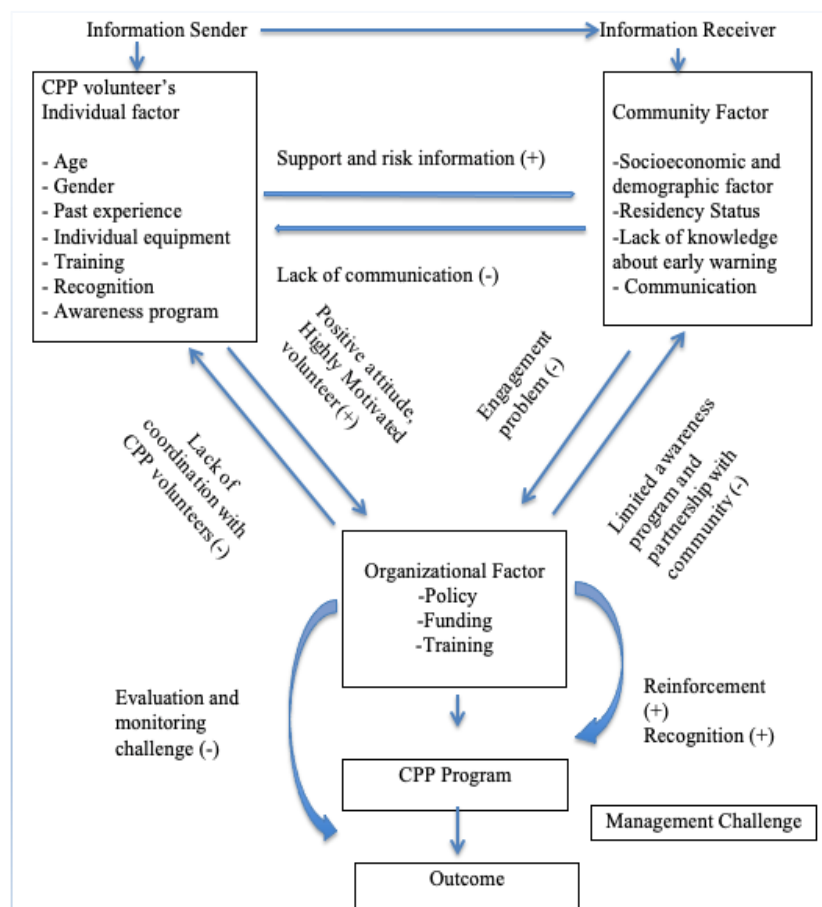 Information Sender
Information Receiver
CPP volunteer's
Individual factor
- Age
- Gender
- Past experience
- Individual equipment
- Training
- Recognition
- Awareness program
Support and risk information (+)
Lack of communication (-)
Community Factor
-Socioeconomic and
demographic factor
-Residency Status
-Lack of knowledge
about early warning
- Communication
Lack of
coordination with
CPP volunteers(-)
Positive attitude,
Highly Motivated
volunteer(+)
Engagement
problem (-)
Limited awareness
program and
partnership with
community (-)
Organizational Factor
-Policy
-Funding
-Training
Evaluation and
monitoring
challenge (-)
Reinforcement
(+)
Recognition (+)
CPP Program
Management Challenge
Outcome